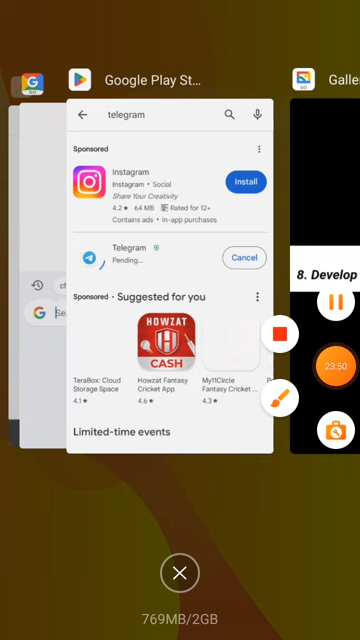 Google Play St...
Galle
telegram
Sponsored
Instagram
Instagram • Social
Share Your Creativity
4.2★ 64 MB Rated for 12+
Contains ads • In-app purchases
Install
Telegram
Pending...
Cancel
Sponsored · Suggested for you
HOWZAT
CASH
TeraBox: Cloud
Storage Space
4.1★
Howzat Fantasy
Cricket App
4.6★
My11Circle
Fantasy Cricket ...
4.3★
Limited-time events
8. Develop
23:50
769MB/2GB